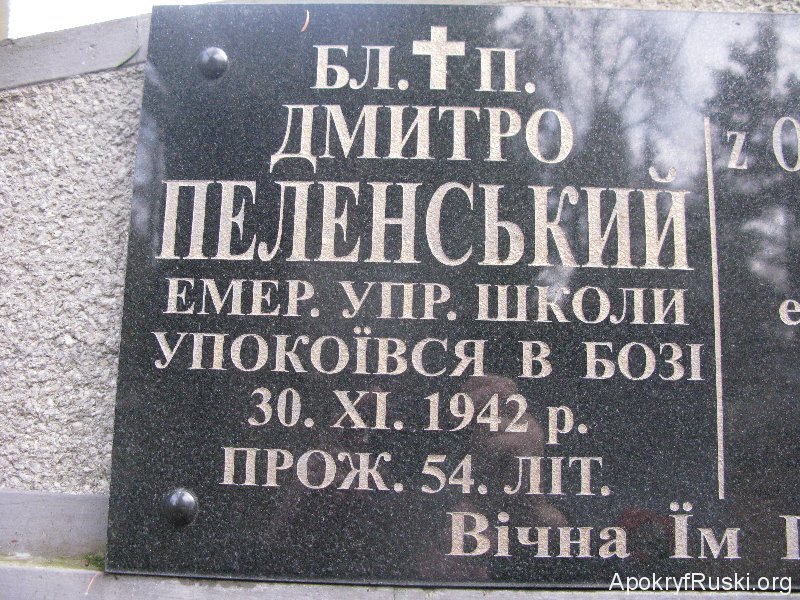 БЛ. П.
ДМИТРО
ПЕЛЕНСЬКИЙ
ЕМЕР. УПР. ШКОЛИ
УПОКОЇВСЯ В БОЗІ
30. XI. 1942 р.
ПРОЖ. 54. ЛІТ.
z
Вічна Їм
ApokryfRuski.org